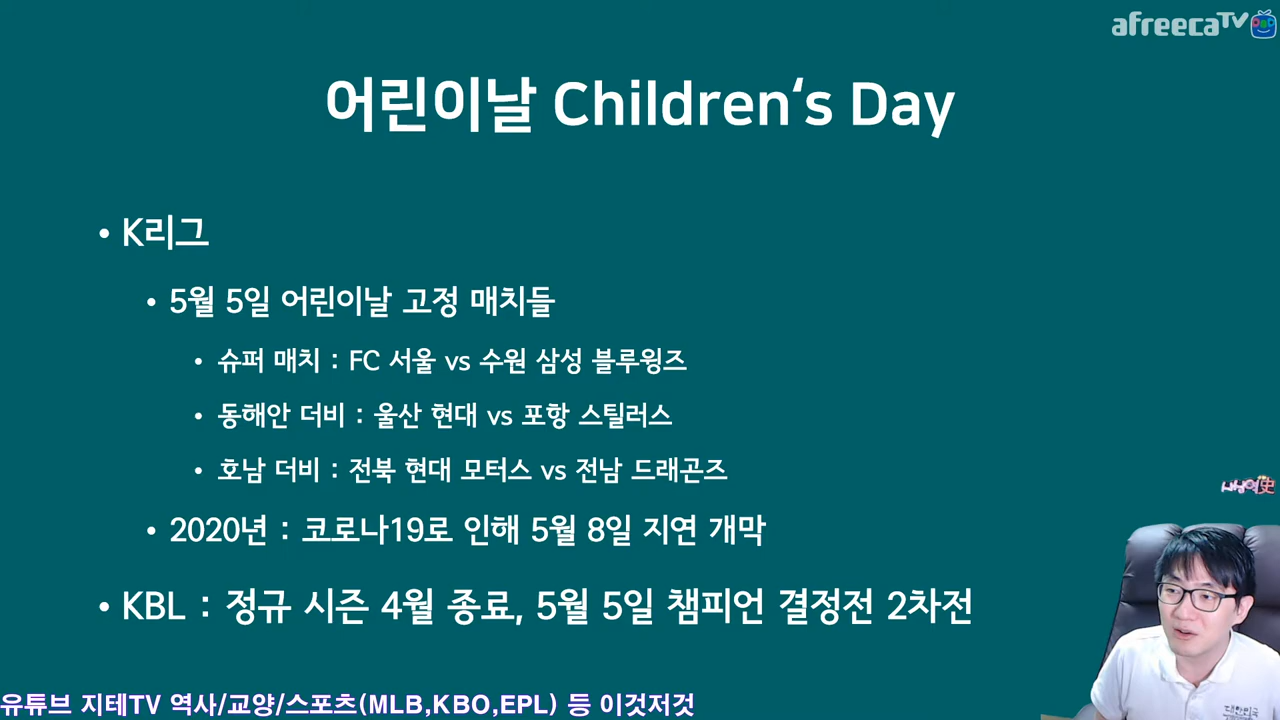 afreecaTV
어린이날 Children‘s Day
• K리그
• 5월 5일 어린이날 고정 매치들
• 슈퍼 매치 : FC 서울 vs 수원 삼성 블루윙즈
• 동해안 더비 : 울산 현대 vs 포항 스틸러스
• 호남 더비 : 전북 현대 모터스 vs 전남 드래곤즈
• 2020년 : 코로나19로 인해 5월 8일 지연 개막
• KBL : 정규 시즌 4월 종료, 5월 5일 챔피언 결정전 2차전
대한민국
유튜브 지테TV 역사/교양/스포츠(MLB,KBO,EPL) 등 이것저것